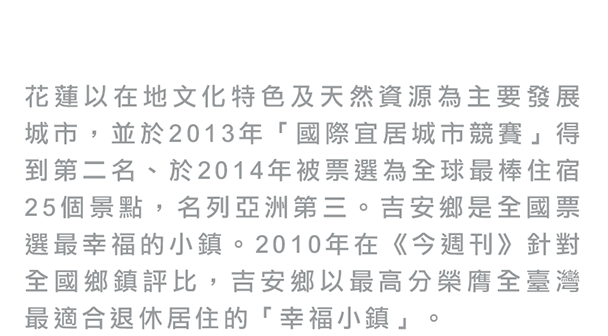 花蓮以在地文化特色及天然資源為主要發展
城市，並於2013年「國際宜居城市競賽」得
到第二名、於2014年被票選為全球最棒住宿
25個景點，名列亞洲第三。吉安鄉是全國票
選最幸福的小鎮。2010年在《今週刊》針對
全國鄉鎮評比，吉安鄉以最高分榮膺全臺灣
最適合退休居住的「幸福小鎮」。